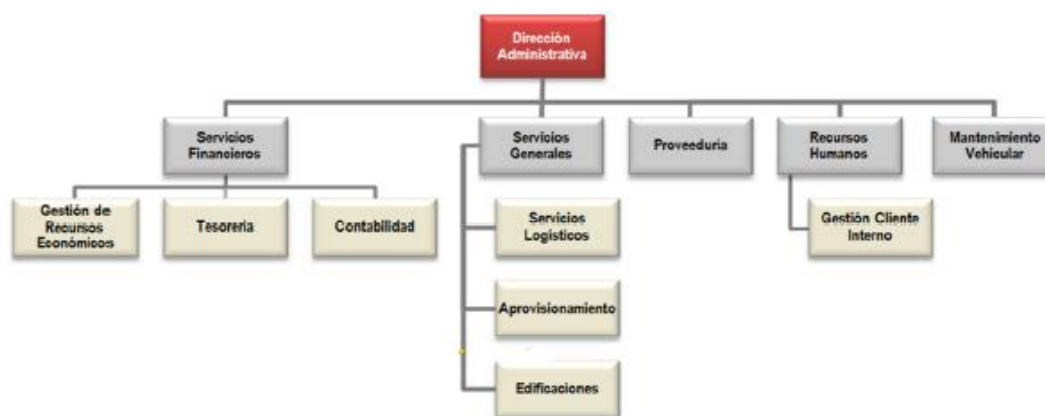 Dirección
Administrativa
Servicios
Financieros
Servicios
Generales
Proveeduria
Recursos
Humanos
Mantenimiento
Vehicular
Gestión de
Recursos
Económicos
Tesorería
Contabilidad
Servicios
Logísticos
Gestión Cliente
Interno
Aprovisionamiento
Edificaciones